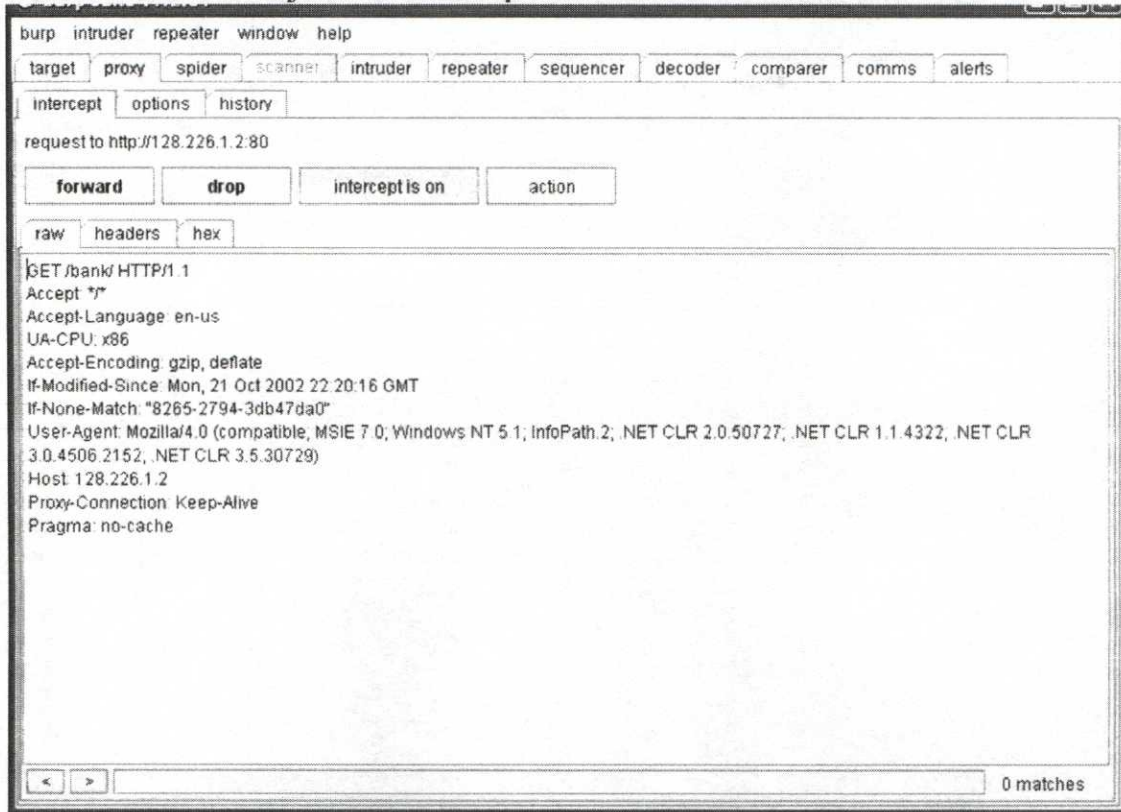 burp intruder repeater window help
target proxy spider scanner intruder repeater sequencer decoder comparer comms alerts
intercept options history
request to http://128.226.1.2:80
forward drop intercept is on action
raw headers hex
GET /bank/ HTTP/1.1
Accept: */*
Accept-Language: en-us
UA-CPU: x86
Accept-Encoding: gzip, deflate
If-Modified-Since: Mon, 21 Oct 2002 22:20:16 GMT
If-None-Match: "8265-2794-3db47da0"
User-Agent: Mozilla/4.0 (compatible; MSIE 7.0; Windows NT 5.1; InfoPath.2; .NET CLR 2.0.50727; .NET CLR 1.1.4322; .NET CLR
3.0.4506.2152; .NET CLR 3.5.30729)
Host: 128.226.1.2
Proxy-Connection: Keep-Alive
Pragma: no-cache
< > 0 matches